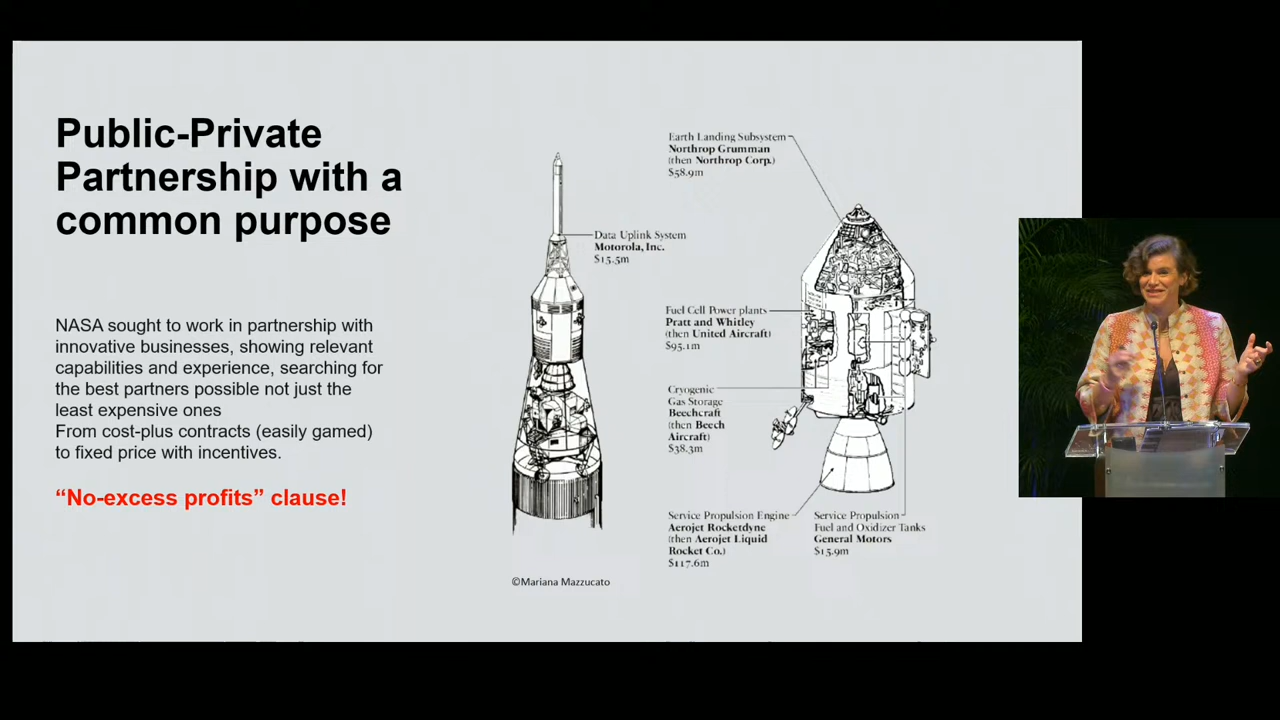 Public-Private
Partnership with a
common purpose
NASA sought to work in partnership with
innovative businesses, showing relevant
capabilities and experience, searching for
the best partners possible not just the
least expensive ones
From cost-plus contracts (easily gamed)
to fixed price with incentives.
“No-excess profits” clause!
Data Uplink System
Motorola, Inc.
$15.5m
Earth Landing Subsystem
Northrop Grumman
(then Northrop Corp.)
$58.9m
Fuel Cell Power plants
Pratt and Whitley
(then United Aircraft)
$95.1m
Cryogenic
Gas Storage
Beechcraft
(then Beech
Aircraft)
$38.3m
Service Propulsion Engine
Aerojet Rocketdyne
(then Aerojet Liquid
Rocket Co.)
$117.6m
Service Propulsion
Fuel and Oxidizer Tanks
General Motors
$15.9m
©Mariana Mazzucato